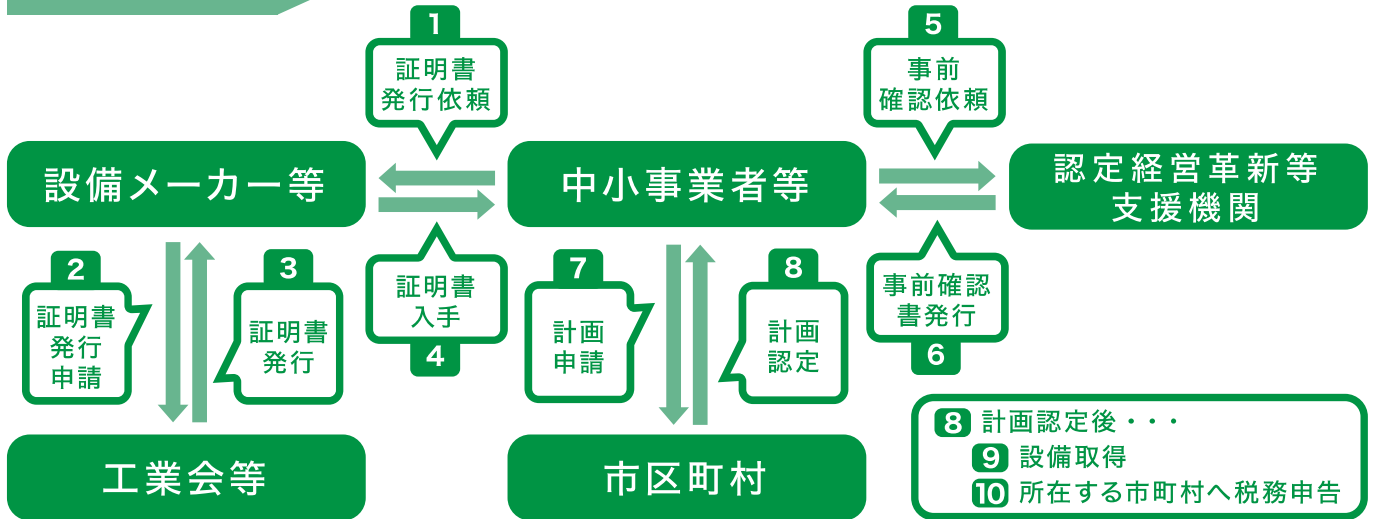 1
証明書
発行依頼
5
事前
確認依頼
設備メーカー等
中小事業者等
認定経営革新等
支援機関
2
証明書
発行
申請
3
証明書
発行
証明書
入手
4
7
計画
申請
8
計画
認定
事前確認
書発行
6
工業会等
市区町村
8 計画認定後・・・
9 設備取得
10 所在する市町村へ税務申告